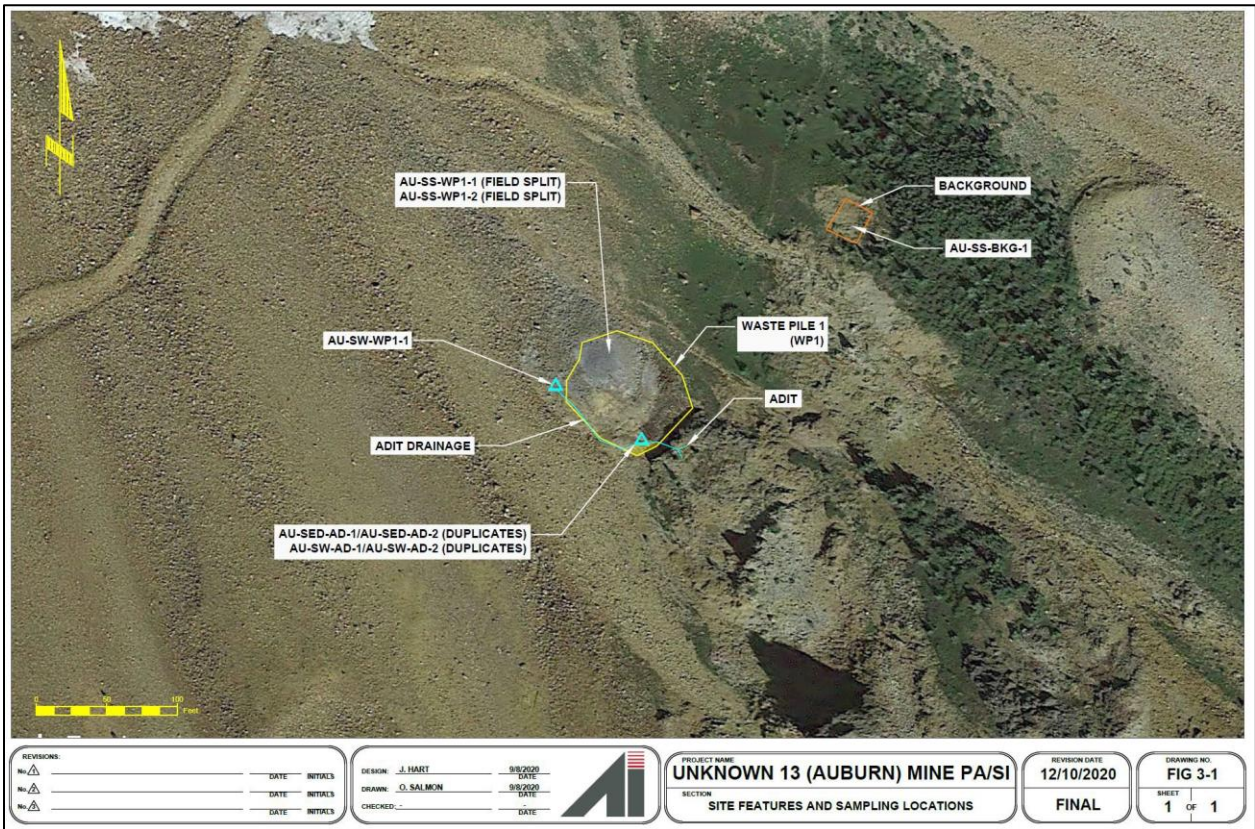 AU-SS-WP1-1 (FIELD SPLIT)
AU-SS-WP1-2 (FIELD SPLIT)
BACKGROUND
AU-SS-BKG-1
WASTE PILE 1
(WP1)
AU-SW-WP1-1
ADIT
ADIT DRAINAGE
AU-SED-AD-1/AU-SED-AD-2 (DUPLICATES)
AU-SW-AD-1/AU-SW-AD-2 (DUPLICATES)
0 50 100
Feet
REVISIONS:
No. 1 DATE INITIALS
No. 2 DATE INITIALS
No. 3 DATE INITIALS
DESIGN: J. HART 9/8/2020
DATE
DRAWN: O. SALMON 9/8/2020
DATE
CHECKED: - -
DATE
PROJECT NAME
UNKNOWN 13 (AUBURN) MINE PA/SI
SECTION
SITE FEATURES AND SAMPLING LOCATIONS
REVISION DATE
12/10/2020
FINAL
DRAWING NO.
FIG 3-1
SHEET
1 OF 1